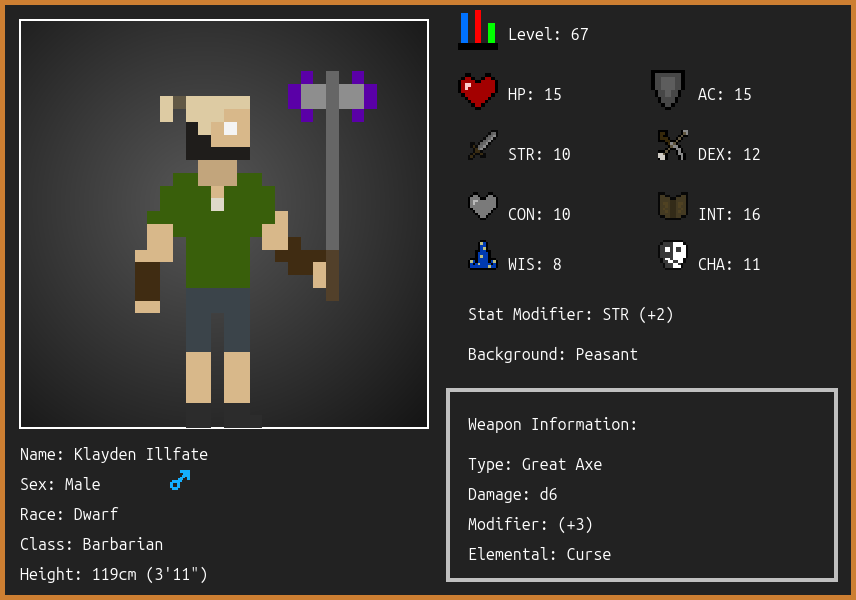 Level: 67
HP: 15
AC: 15
STR: 10
DEX: 12
CON: 10
INT: 16
WIS: 8
CHA: 11
Stat Modifier: STR (+2)
Background: Peasant
Weapon Information:
Type: Great Axe
Damage: d6
Modifier: (+3)
Elemental: Curse
Name: Klayden Illfate
Sex: Male
Race: Dwarf
Class: Barbarian
Height: 119cm (3'11")